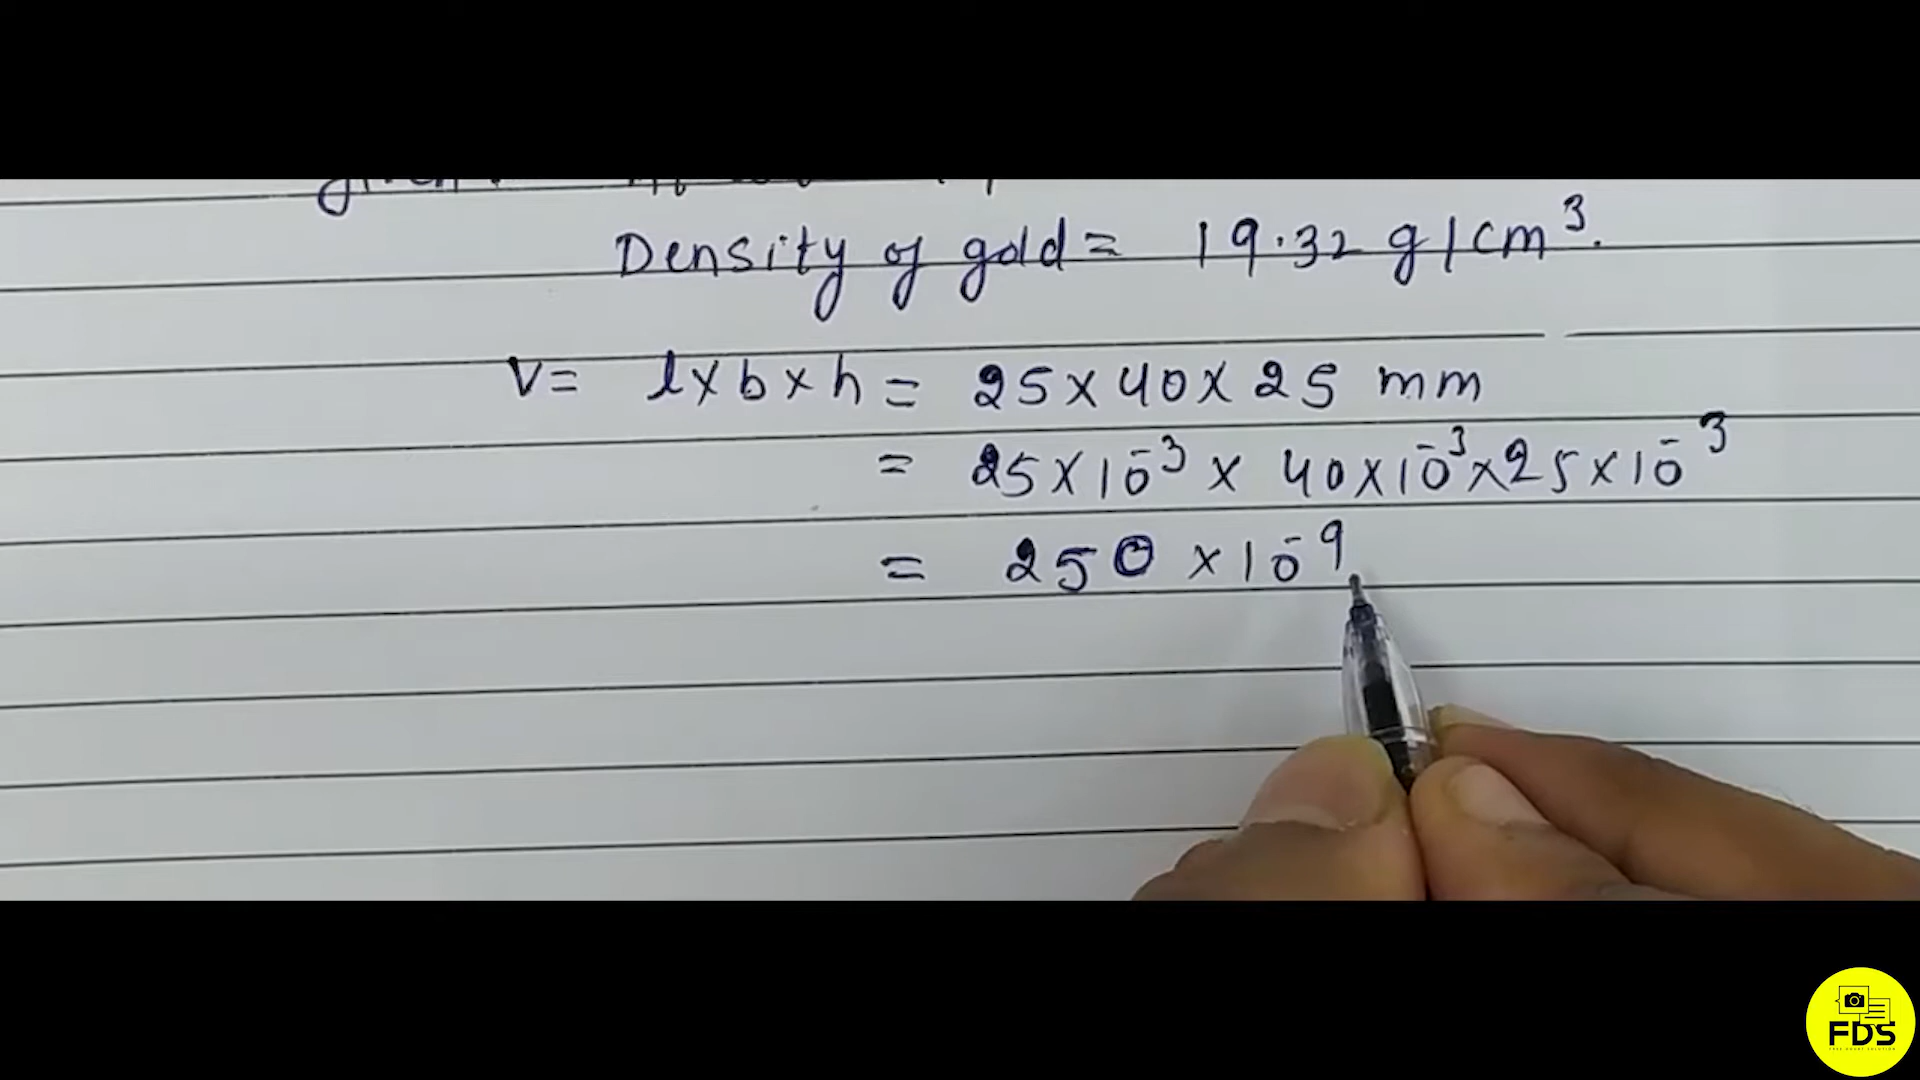 Density of gold = 19.32 g/cm³.
V = l×b×h = 25×40×25 mm
= 25×10⁻³ × 40×10⁻³×25×10⁻³
= 250 ×10⁻⁹
FDS